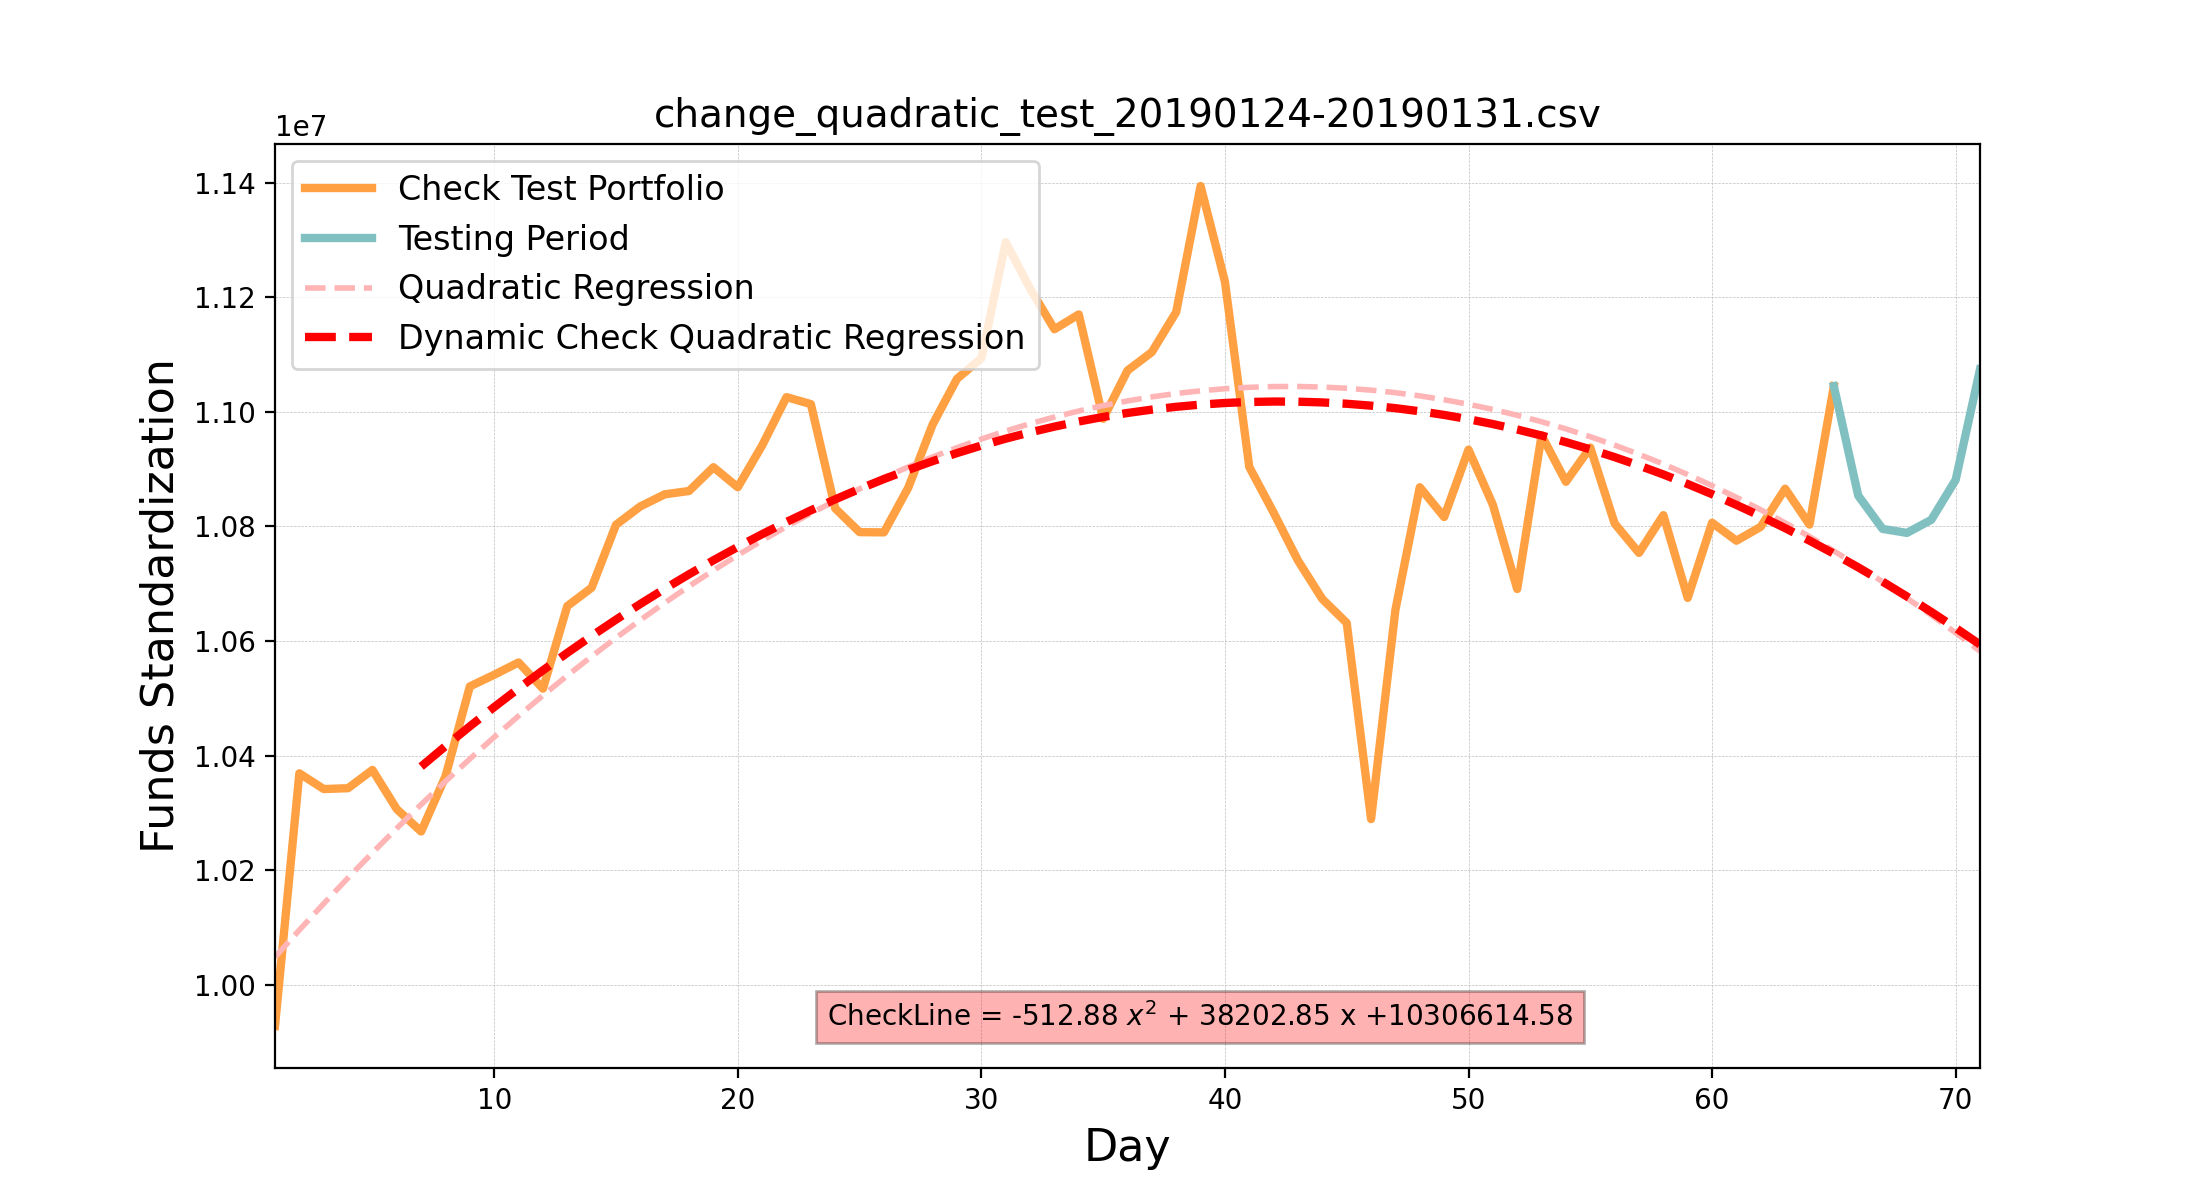 change_quadratic_test_20190124-20190131.csv
1e7
Check Test Portfolio
Testing Period
Quadratic Regression
Dynamic Check Quadratic Regression
1.14
1.12
1.10
1.08
1.06
1.04
1.02
1.00
Funds Standardization
CheckLine = -512.88 x² + 38202.85 x +10306614.58
10 20 30 40 50 60 70
Day